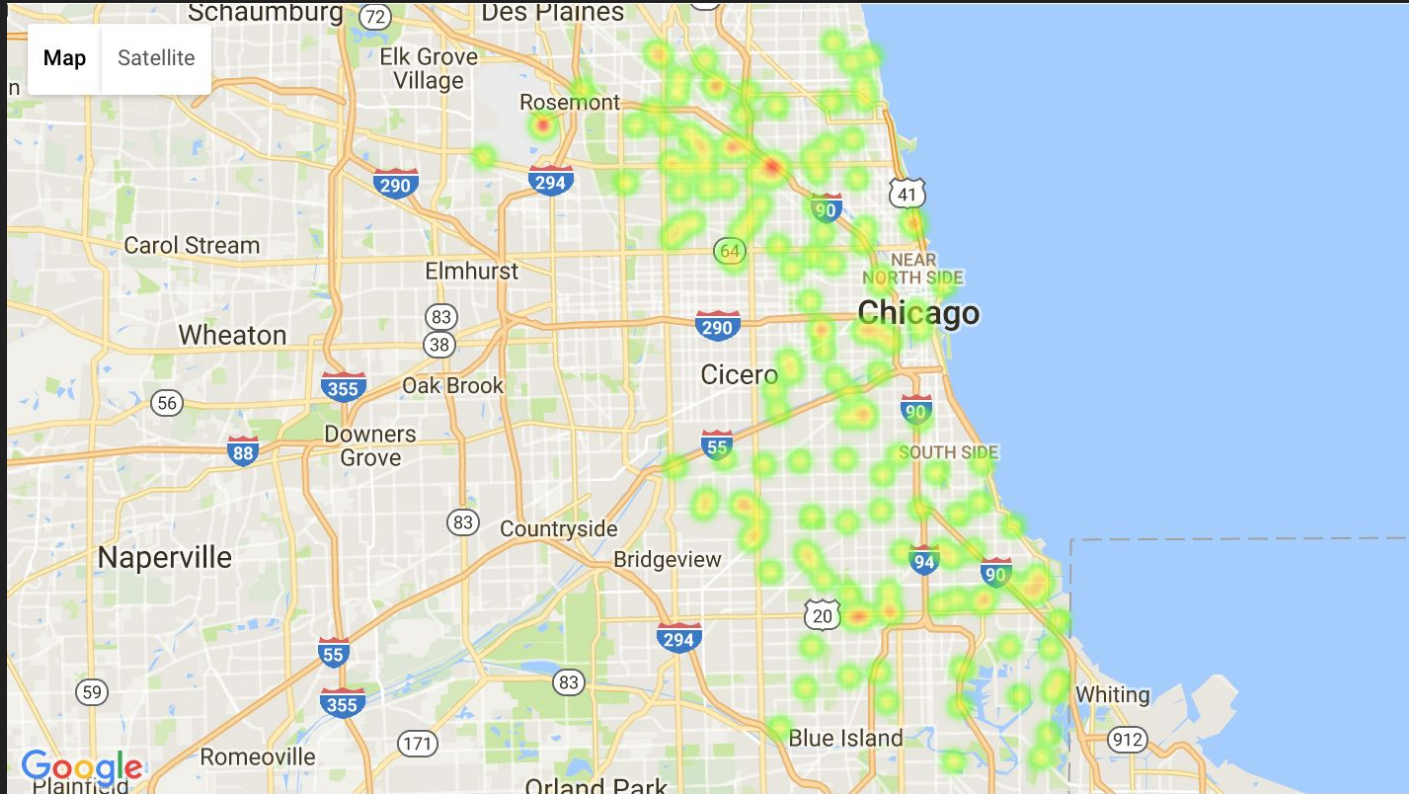 Schaumburg
72
Des Plaines
Map
Satellite
Elk Grove
Village
n
Rosemont
290
294
41
90
Carol Stream
64
NEAR
NORTH SIDE
Elmhurst
Chicago
83
290
Wheaton
38
Cicero
355
Oak Brook
56
90
Downers
Grove
88
55
SOUTH SIDE
83
Countryside
Naperville
Bridgeview
94
90
20
294
55
83
59
355
Whiting
171
Blue Island
912
Romeoville
Google
Plainfield
Orland Park